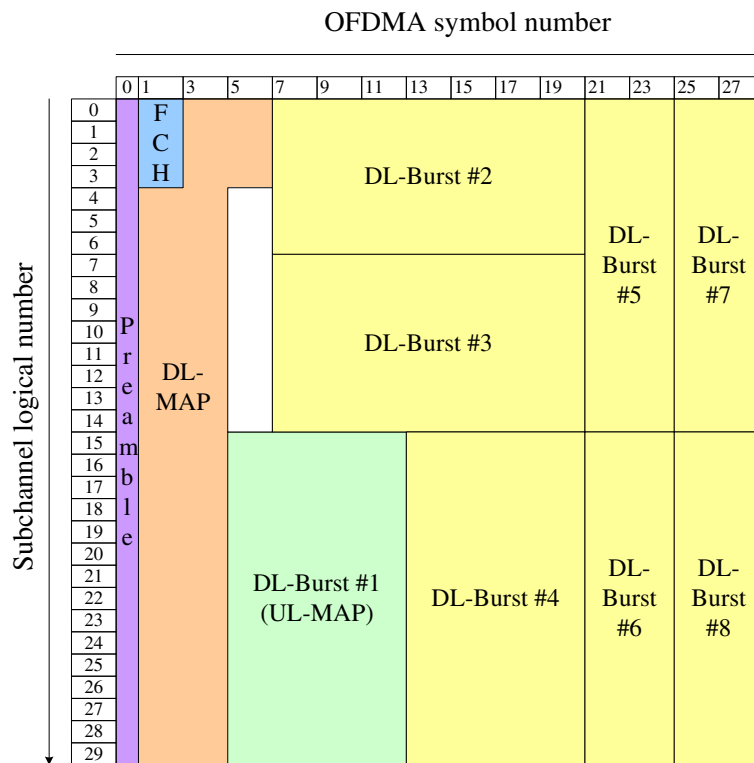 OFDMA symbol number
0 1 3 5 7 9 11 13 15 17 19 21 23 25 27
Subchannel logical number
0
1
2
3
4
5
6
7
8
9
10
11
12
13
14
15
16
17
18
19
20
21
22
23
24
25
26
27
28
29
Preamble
FCH
DL-
MAP
DL-Burst #2
DL-Burst #3
DL-
Burst
#5
DL-
Burst
#7
DL-Burst #1
(UL-MAP)
DL-Burst #4
DL-
Burst
#6
DL-
Burst
#8